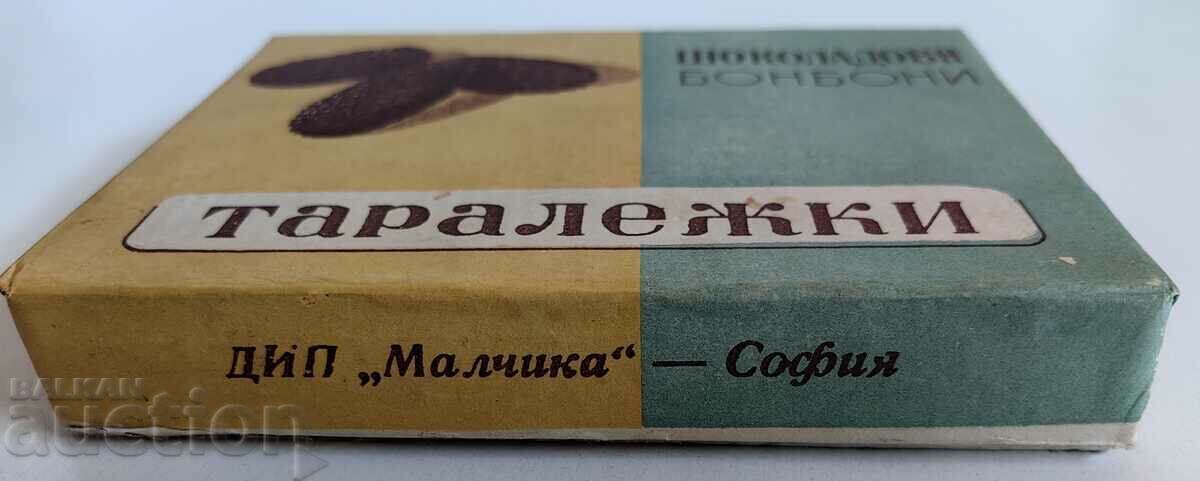 ШОКОЛАДОВИ
БОНБОНИ
таралежки
ДИП „Малчика“ — София
BALKAN
auction